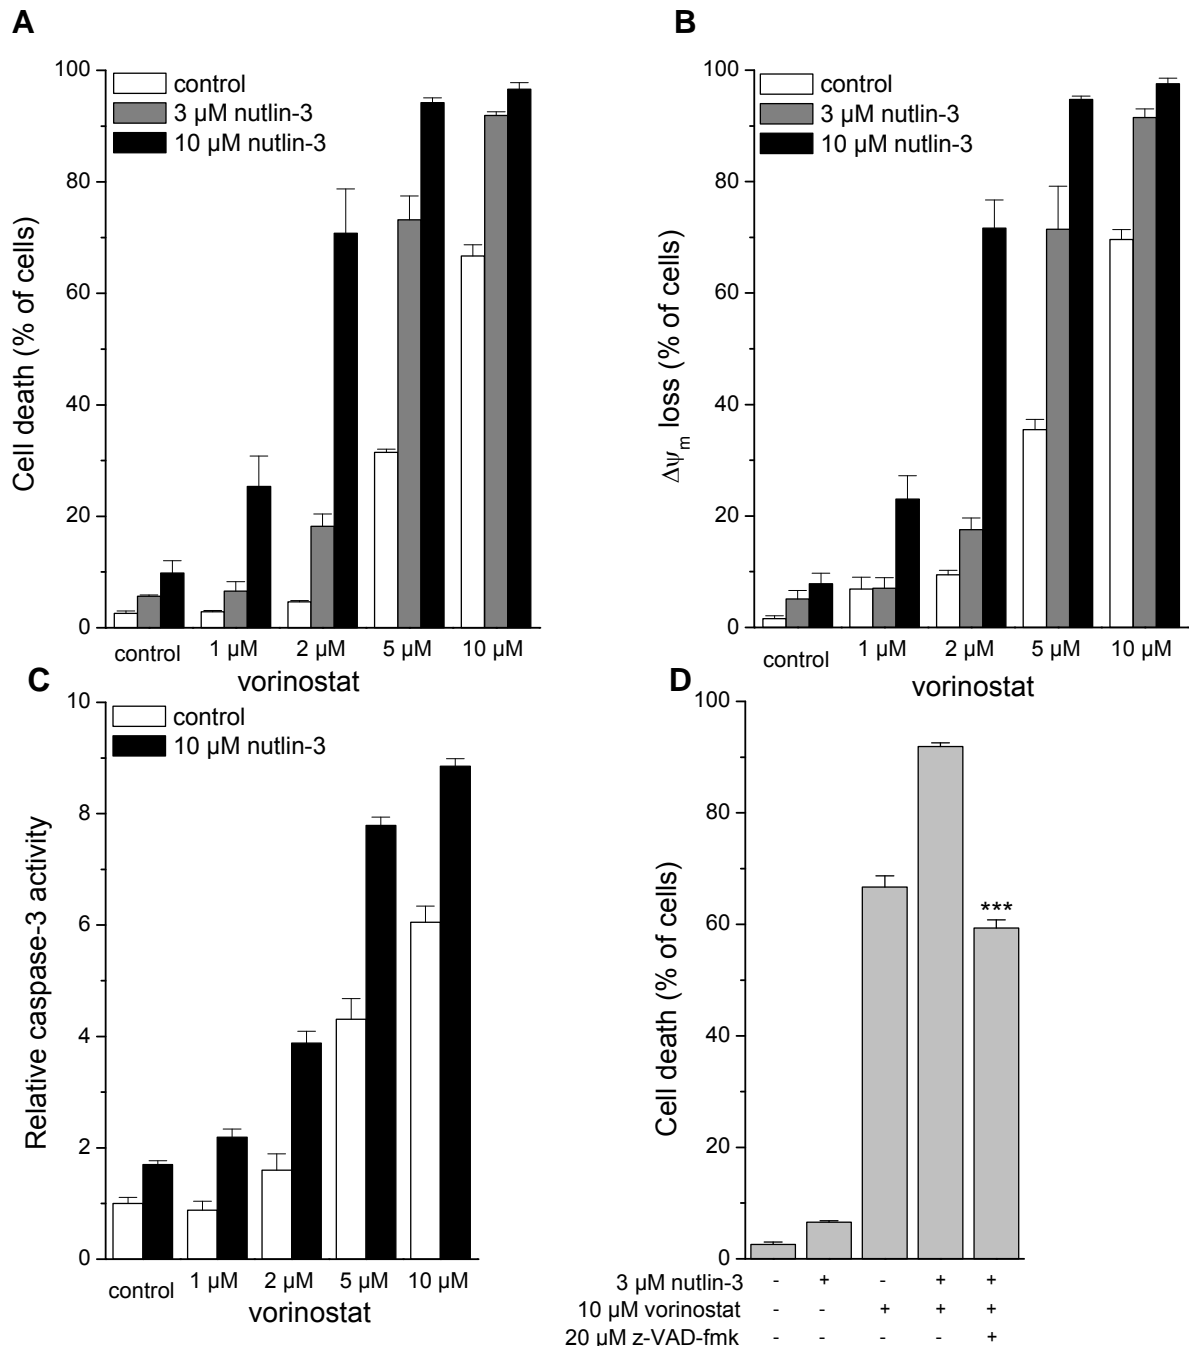 A
100
80
60
40
20
0
Cell death (% of cells)
control
3 µM nutlin-3
10 µM nutlin-3
control
1 µM
2 µM
5 µM
10 µM
vorinostat
B
100
80
60
40
20
0
Δψm loss (% of cells)
control
3 µM nutlin-3
10 µM nutlin-3
control
1 µM
2 µM
5 µM
10 µM
vorinostat
C
10
8
6
4
2
0
Relative caspase-3 activity
control
10 µM nutlin-3
control
1 µM
2 µM
5 µM
10 µM
vorinostat
D
100
80
60
40
20
0
Cell death (% of cells)
***
3 µM nutlin-3 - + - + +
10 µM vorinostat - - + + +
20 µM z-VAD-fmk - - - - +